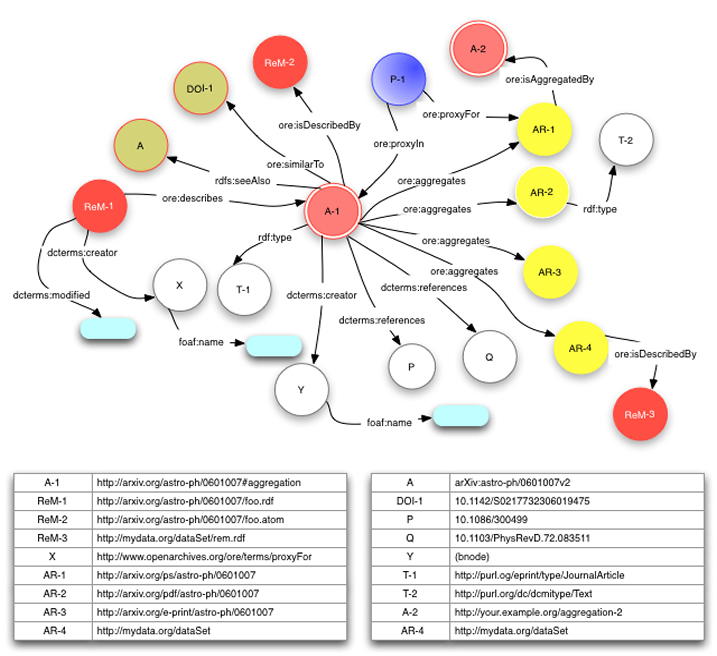 A-2
ReM-2
P-1
DOI-1
ore:isAggregatedBy
ore:proxyFor
ore:isDescribedBy
AR-1
T-2
A
ore:proxyIn
ore:similarTo
rdfs:seeAlso
ore:aggregates
ore:describes
AR-2
ReM-1
A-1
ore:aggregates
rdf:type
rdf:type
ore:aggregates
dcterms:creator
ore:aggregates
AR-3
X
T-1
dcterms:references
dcterms:modified
dcterms:creator
dcterms:references
foaf:name
AR-4
ore:isDescribedBy
Q
P
Y
ReM-3
foaf:name
A-1 http://arxiv.org/astro-ph/0601007#aggregation
ReM-1 http://arxiv.org/astro-ph/0601007/foo.rdf
ReM-2 http://arxiv.org/astro-ph/0601007/foo.atom
ReM-3 http://mydata.org/dataSet/rem.rdf
X http://www.openarchives.org/ore/terms/proxyFor
AR-1 http://arxiv.org/ps/astro-ph/0601007
AR-2 http://arxiv.org/pdf/astro-ph/0601007
AR-3 http://arxiv.org/e-print/astro-ph/0601007
AR-4 http://mydata.org/dataSet
A arXiv:astro-ph/0601007v2
DOI-1 10.1142/S0217732306019475
P 10.1086/300499
Q 10.1103/PhysRevD.72.083511
Y (bnode)
T-1 http://purl.og/eprint/type/JournalArticle
T-2 http://purl.org/dc/dcmitype/Text
A-2 http://your.example.org/aggregation-2
AR-4 http://mydata.org/dataSet